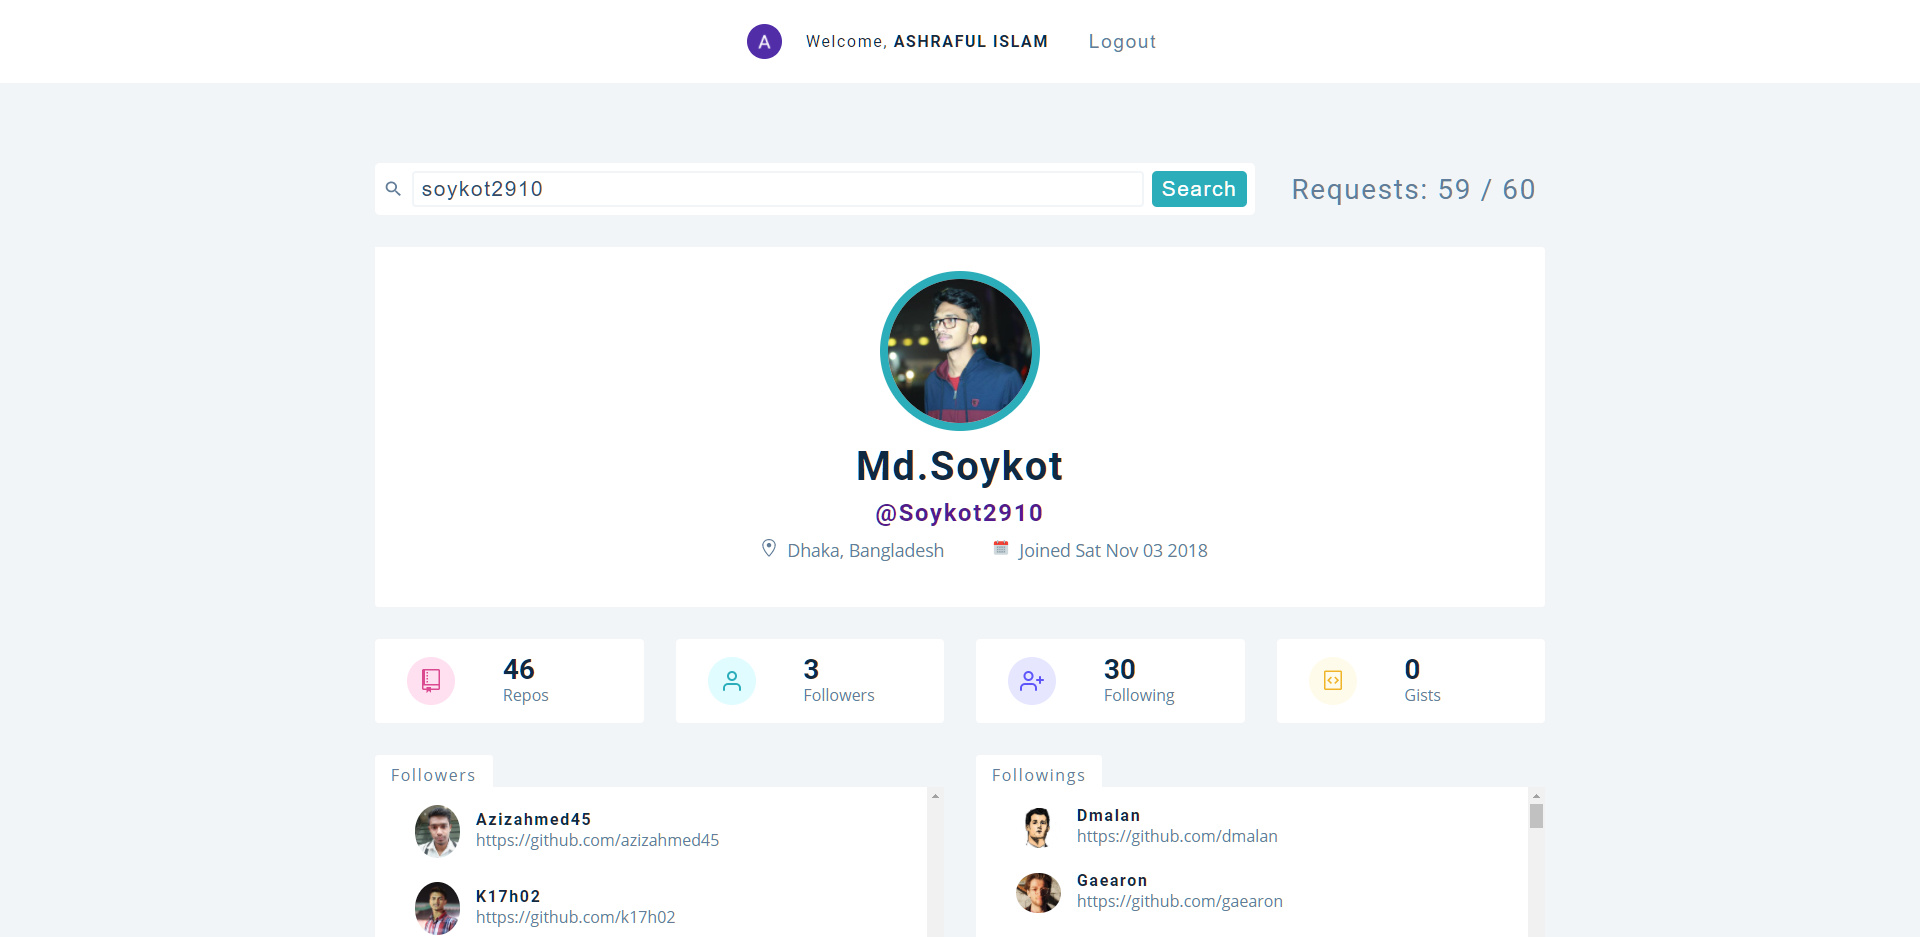 A Welcome, ASHRAFUL ISLAM Logout
soykot2910 Search Requests: 59 / 60
Md.Soykot
@Soykot2910
Dhaka, Bangladesh Joined Sat Nov 03 2018
46
Repos
3
Followers
30
Following
0
Gists
Followers
Azizahmed45
https://github.com/azizahmed45
K17h02
https://github.com/k17h02
Followings
Dmalan
https://github.com/dmalan
Gaearon
https://github.com/gaearon